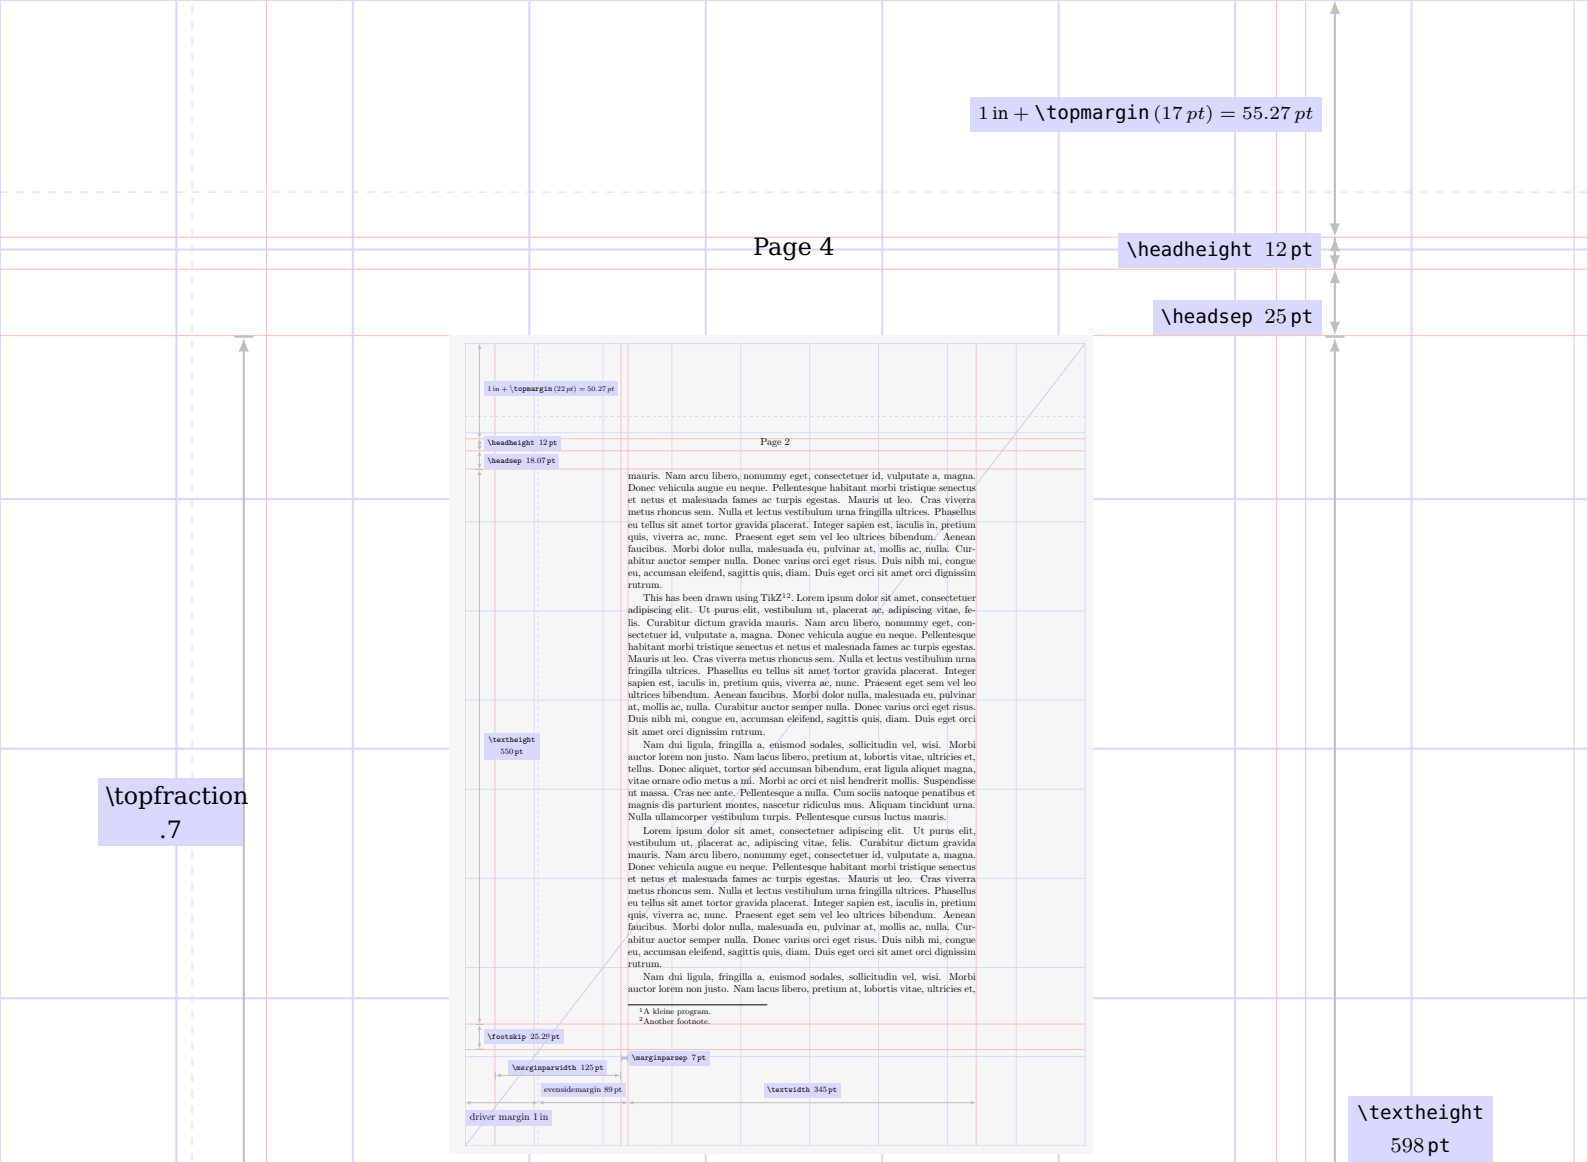 1 in + \topmargin (17 pt) = 55.27 pt
Page 4
\headheight 12 pt
\headsep 25 pt
1 in + \topmargin (22 pt) = 50.27 pt
\headheight 12 pt
Page 2
\headsep 18.07 pt
mauris. Nam arcu libero, nonummy eget, consectetuer id, vulputate a, magna.
Donec vehicula augue eu neque. Pellentesque habitant morbi tristique senectus
et netus et malesuada fames ac turpis egestas. Mauris ut leo. Cras viverra
metus rhoncus sem. Nulla et lectus vestibulum urna fringilla ultrices. Phasellus
eu tellus sit amet tortor gravida placerat. Integer sapien est, iaculis in, pretium
quis, viverra ac, nunc. Praesent eget sem vel leo ultrices bibendum. Aenean
faucibus. Morbi dolor nulla, malesuada eu, pulvinar at, mollis ac, nulla. Cur-
abitur auctor semper nulla. Donec varius orci eget risus. Duis nibh mi, congue
eu, accumsan eleifend, sagittis quis, diam. Duis eget orci sit amet orci dignissim
rutrum.
This has been drawn using TikZ12. Lorem ipsum dolor sit amet, consectetuer
adipiscing elit. Ut purus elit, vestibulum ut, placerat ac, adipiscing vitae, fe-
lis. Curabitur dictum gravida mauris. Nam arcu libero, nonummy eget, con-
sectetuer id, vulputate a, magna. Donec vehicula augue eu neque. Pellentesque
habitant morbi tristique senectus et netus et malesuada fames ac turpis egestas.
Mauris ut leo. Cras viverra metus rhoncus sem. Nulla et lectus vestibulum urna
fringilla ultrices. Phasellus eu tellus sit amet tortor gravida placerat. Integer
sapien est, iaculis in, pretium quis, viverra ac, nunc. Praesent eget sem vel leo
ultrices bibendum. Aenean faucibus. Morbi dolor nulla, malesuada eu, pulvinar
at, mollis ac, nulla. Curabitur auctor semper nulla. Donec varius orci eget risus.
Duis nibh mi, congue eu, accumsan eleifend, sagittis quis, diam. Duis eget orci
sit amet orci dignissim rutrum.
\textheight
550 pt
Nam dui ligula, fringilla a, euismod sodales, sollicitudin vel, wisi. Morbi
auctor lorem non justo. Nam lacus libero, pretium at, lobortis vitae, ultricies et,
tellus. Donec aliquet, tortor sed accumsan bibendum, erat ligula aliquet magna,
vitae ornare odio metus a mi. Morbi ac orci et nisl hendrerit mollis. Suspendisse
ut massa. Cras nec ante. Pellentesque a nulla. Cum sociis natoque penatibus et
magnis dis parturient montes, nascetur ridiculus mus. Aliquam tincidunt urna.
Nulla ullamcorper vestibulum turpis. Pellentesque cursus luctus mauris.
\topfraction
.7
Lorem ipsum dolor sit amet, consectetuer adipiscing elit. Ut purus elit,
vestibulum ut, placerat ac, adipiscing vitae, felis. Curabitur dictum gravida
mauris. Nam arcu libero, nonummy eget, consectetuer id, vulputate a, magna.
Donec vehicula augue eu neque. Pellentesque habitant morbi tristique senectus
et netus et malesuada fames ac turpis egestas. Mauris ut leo. Cras viverra
metus rhoncus sem. Nulla et lectus vestibulum urna fringilla ultrices. Phasellus
eu tellus sit amet tortor gravida placerat. Integer sapien est, iaculis in, pretium
quis, viverra ac, nunc. Praesent eget sem vel leo ultrices bibendum. Aenean
faucibus. Morbi dolor nulla, malesuada eu, pulvinar at, mollis ac, nulla. Cur-
abitur auctor semper nulla. Donec varius orci eget risus. Duis nibh mi, congue
eu, accumsan eleifend, sagittis quis, diam. Duis eget orci sit amet orci dignissim
rutrum.
Nam dui ligula, fringilla a, euismod sodales, sollicitudin vel, wisi. Morbi
auctor lorem non justo. Nam lacus libero, pretium at, lobortis vitae, ultricies et,
1A kleine program.
2Another footnote.
\footskip 25.29 pt
\marginparsep 7 pt
\marginparwidth 125 pt
evensidemargin 89 pt
\textwidth 345 pt
driver margin 1 in
\textheight
598 pt